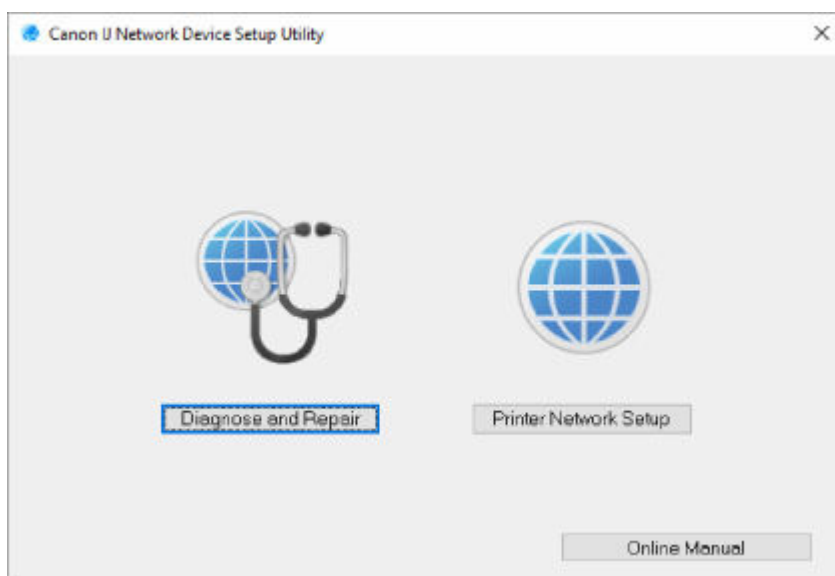 Canon IJ Network Device Setup Utility
Diagnose and Repair
Printer Network Setup
Online Manual